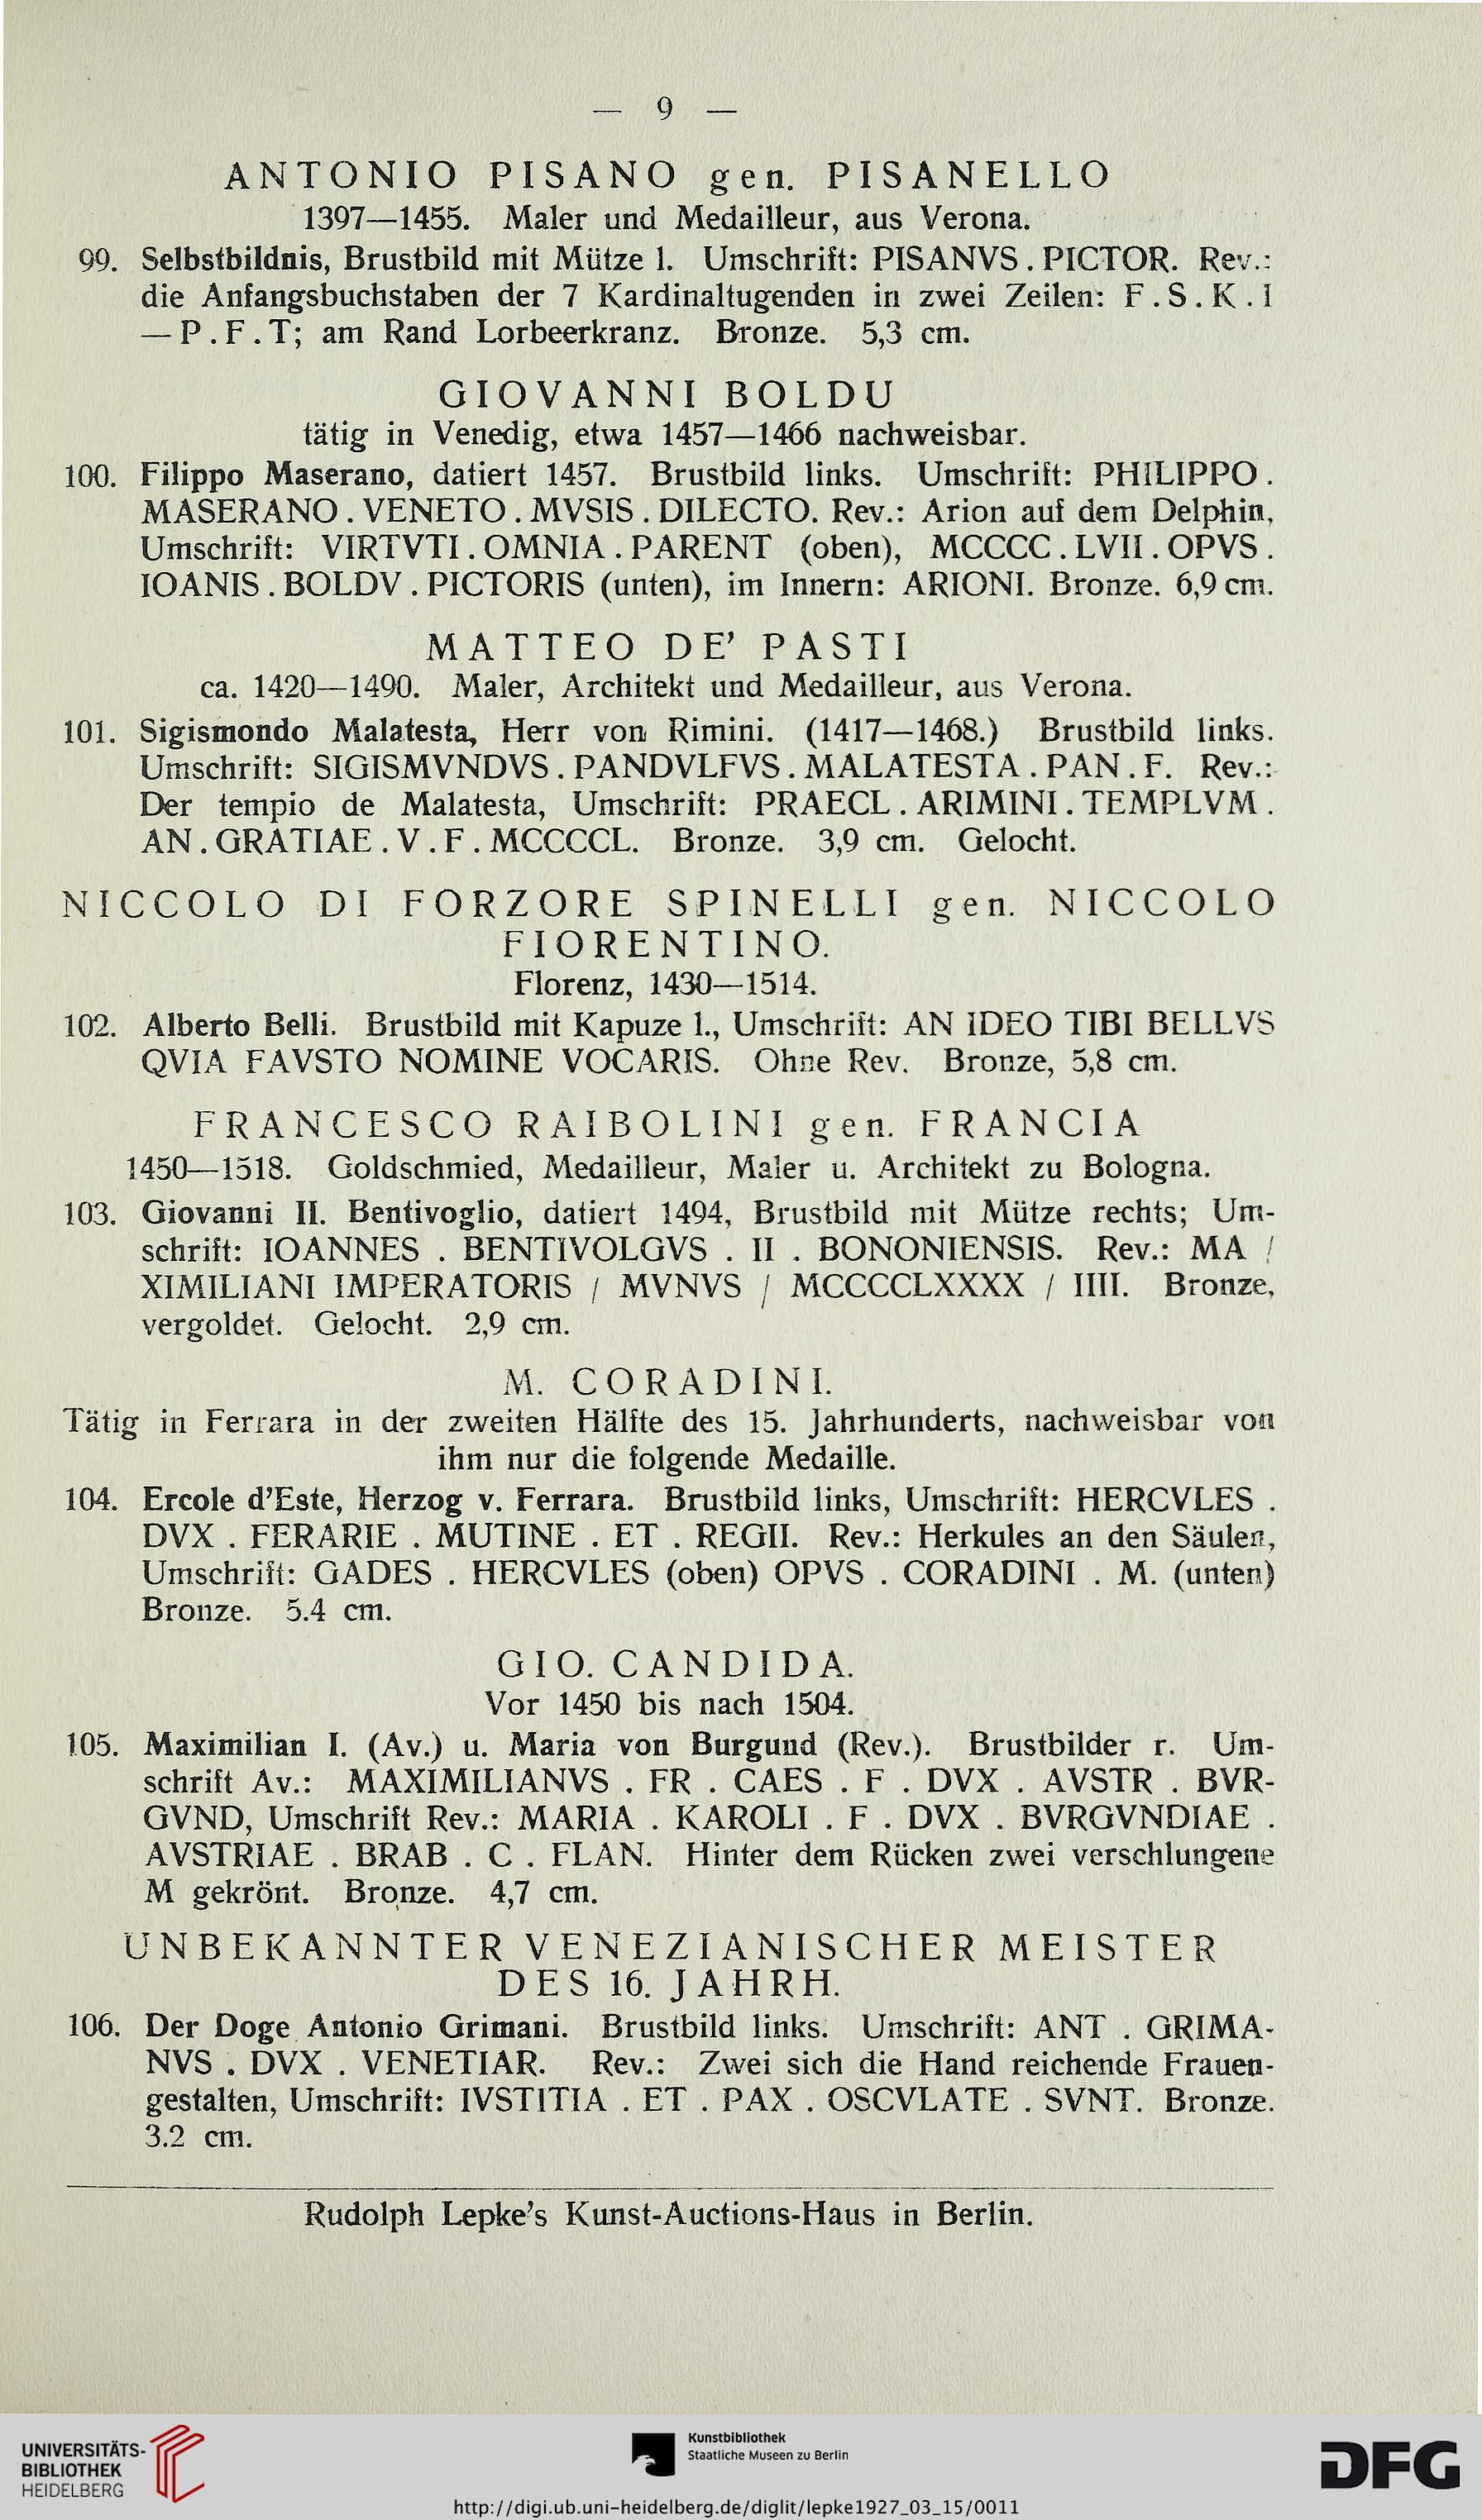 — 9 —
ANTONIO PISANO gen. PISANELLO
1397—1455. Maler und Medailleur, aus Verona.
99. Selbstbildnis, Brustbild mit Mütze l. Umschrift: PISANVS . PICTOR. Rev.:
die Anfangsbuchstaben der 7 Kardinaltugenden in zwei Zeilen: F . S . K . I
— P . F . T; am Rand Lorbeerkranz. Bronze. 5,3 cm.
GIOVANNI BOLDU
tätig in Venedig, etwa 1457—1466 nachweisbar.
100. Filippo Maserano, datiert 1457. Brustbild links. Umschrift: PHILIPPO .
MASERANO . VENETO . MVSIS . DILECTO. Rev.: Arion auf dem Delphin,
Umschrift: VIRTVTI . OMNIA . PARENT (oben), MCCCC . LVII . OPVS .
IOANIS . BOLDV . PICTORIS (unten), im Innern: ARIONI. Bronze. 6,9 cm.
MATTEO DE' PASTI
ca. 1420—1490. Maler, Architekt und Medailleur, aus Verona.
101. Sigismondo Malatesta, Herr von Rimini. (1417—1468.) Brustbild links.
Umschrift: SIGISMVNDVS . PANDVLFVS . MALATESTA . PAN . F. Rev.:
Der tempio de Malatesta, Umschrift: PRAECL . ARIMINI . TEMPLVM .
AN . GRATIAE . V . F . MCCCCL. Bronze. 3,9 cm. Gelocht.
NICCOLO DI FORZORE SPINELLI gen. NICCOLO
FIORENTINO.
Florenz, 1430—1514.
102. Alberto Belli. Brustbild mit Kapuze l., Umschrift: AN IDEO TIBI BELLVS
QVIA FAVSTO NOMINE VOCARIS. Ohne Rev. Bronze, 5,8 cm.
FRANCESCO RAIBOLINI gen. FRANCIA
1450—1518. Goldschmied, Medailleur, Maler u. Architekt zu Bologna.
103. Giovanni II. Bentivoglio, datiert 1494, Brustbild mit Mütze rechts; Um-
schrift: IOANNES . BENTIVOLGVS . II . BONONIENSIS. Rev.: MA /
XIMILIANI IMPERATORIS / MVNVS / MCCCCLXXXX / IIII. Bronze,
vergoldet. Gelocht. 2,9 cm.
M. CORADINI.
Tätig in Ferrara in der zweiten Hälfte des 15. Jahrhunderts, nachweisbar von
ihm nur die folgende Medaille.
104. Ercole d'Este, Herzog v. Ferrara. Brustbild links, Umschrift: HERCVLES .
DVX . FERARIE . MUTINE . ET . REGII. Rev.: Herkules an den Säulen,
Umschrift: GADES . HERCVLES (oben) OPVS . CORADINI . M. (unten)
Bronze. 5.4 cm.
GIO. CANDIDA.
Vor 1450 bis nach 1504.
105. Maximilian I. (Av.) u. Maria von Burgund (Rev.). Brustbilder r. Um-
schrift Av.: MAXIMILIANVS . FR . CAES . F . DVX . AVSTR . BVR-
GVND, Umschrift Rev.: MARIA . KAROLI . F . DVX . BVRGVNDIAE .
AVSTRIAE . BRAB . C . FLAN. Hinter dem Rücken zwei verschlungene
M gekrönt. Bronze. 4,7 cm.
UNBEKANNTER VENEZIANISCHER MEISTER
DES 16. JAHRH.
106. Der Doge Antonio Grimani. Brustbild links. Umschrift: ANT . GRIMA-
NVS . DVX . VENETIAR. Rev.: Zwei sich die Hand reichende Frauen-
gestalten, Umschrift: IVSTITIA . ET . PAX . OSCVLATE . SVNT. Bronze.
3.2 cm.
Rudolph Lepke's Kunst-Auctions-Haus in Berlin.
UNIVERSITÄTS-
BIBLIOTHEK
HEIDELBERG
Kunstbibliothek
Staatliche Museen zu Berlin
DFG
http://digi.ub.uni-heidelberg.de/diglit/lepke1927_03_15/0011